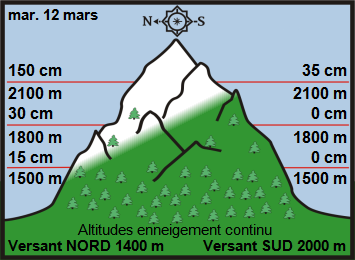 mar. 12 mars
N S
150 cm 35 cm
2100 m 2100 m
30 cm 0 cm
1800 m 1800 m
15 cm 0 cm
1500 m 1500 m
Altitudes enneigement continu
Versant NORD 1400 m Versant SUD 2000 m